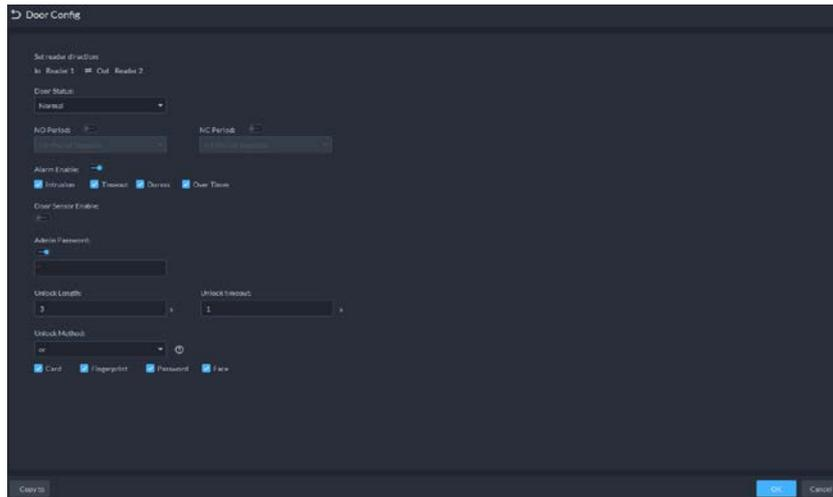 Door Config
Set reader direction:
In Reader 1 ⇌ Out Reader 2
Door Status:
Normal
NO Period: NC Period:
Alarm Enable:
Intrusion Timeout Duress Over Times
Door Sensor Enable:
Admin Password:
Unlock Length: Unlock timeout:
3 s 1 s
Unlock Method:
or
Card Fingerprint Password Face
Copy to OK Cancel